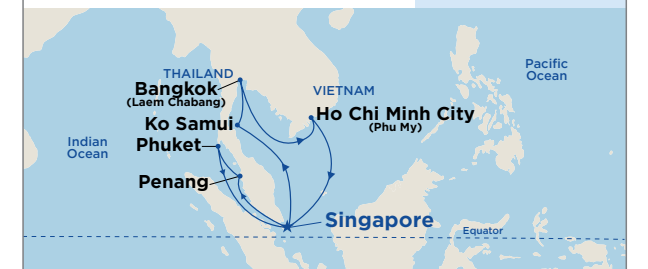 THAILAND
Bangkok
(Laem Chabang)
VIETNAM
Pacific
Ocean
Ho Chi Minh City
(Phu My)
Ko Samui
Indian
Ocean
Phuket
Penang
Singapore
Equator